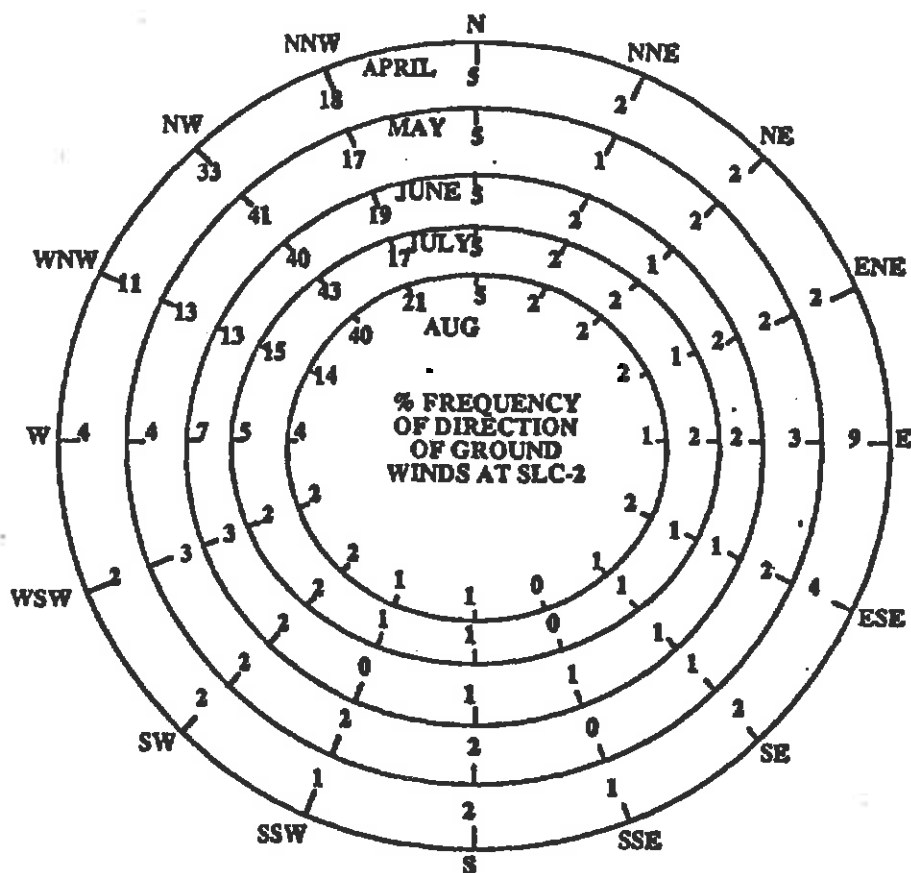 N
NNW NNE
APRIL
5
18 2
NW MAY 5 NE
33 17 1 2
JUNE 5
41 19 2 2
40 JULY 17 5 2 1
WNW ENE
11 43 21 5 2 2 2
13 2
AUG
13 40 2 2
15 1
14 2
% FREQUENCY
OF DIRECTION
W 4 4 7 5 4 1 2 2 3 9 E
OF GROUND
WINDS AT SLC-2
2 2
3 3 2 1 1
WSW 2 2 1 2 4 ESE
2 1 1 0 1
2 1 1 0 1
2 0 1 1 1
SW 2 2 2 0 2 SE
SSW 1 2 1 SSE
S